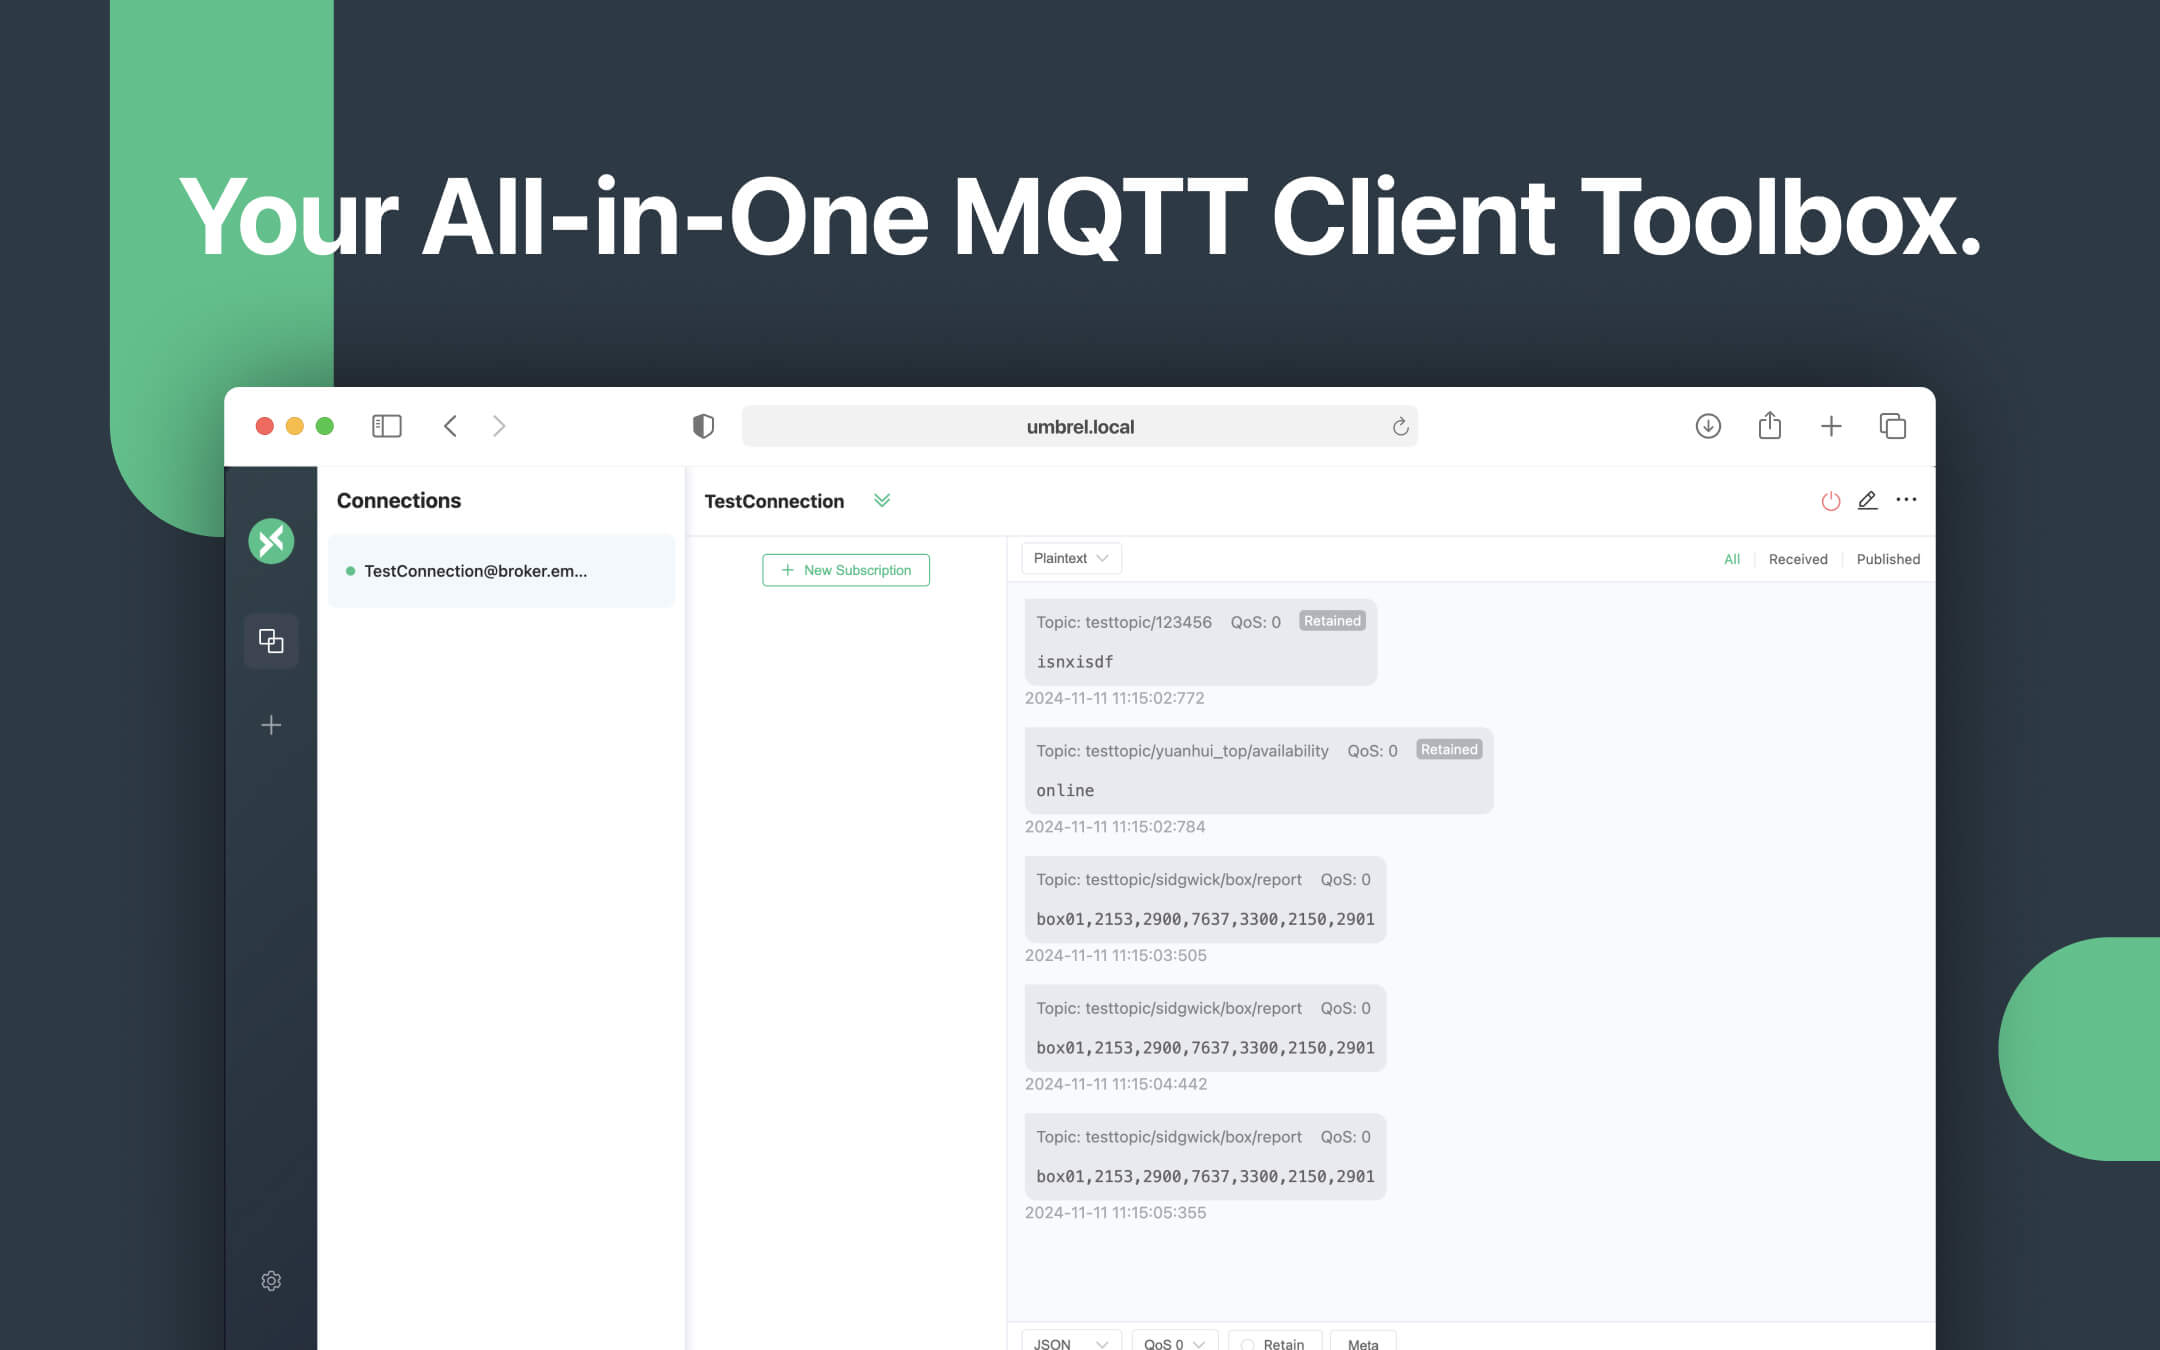 Your All-in-One MQTT Client Toolbox.
umbrel.local
Connections
TestConnection@broker.em...
TestConnection
New Subscription
Plaintext
All Received Published
Topic: testtopic/123456 QoS: 0 Retained
isnxisdf
2024-11-11 11:15:02:772
Topic: testtopic/yuanhui_top/availability QoS: 0 Retained
online
2024-11-11 11:15:02:784
Topic: testtopic/sidgwick/box/report QoS: 0
box01,2153,2900,7637,3300,2150,2901
2024-11-11 11:15:03:505
Topic: testtopic/sidgwick/box/report QoS: 0
box01,2153,2900,7637,3300,2150,2901
2024-11-11 11:15:04:442
Topic: testtopic/sidgwick/box/report QoS: 0
box01,2153,2900,7637,3300,2150,2901
2024-11-11 11:15:05:355
JSON QoS 0 Retain Meta